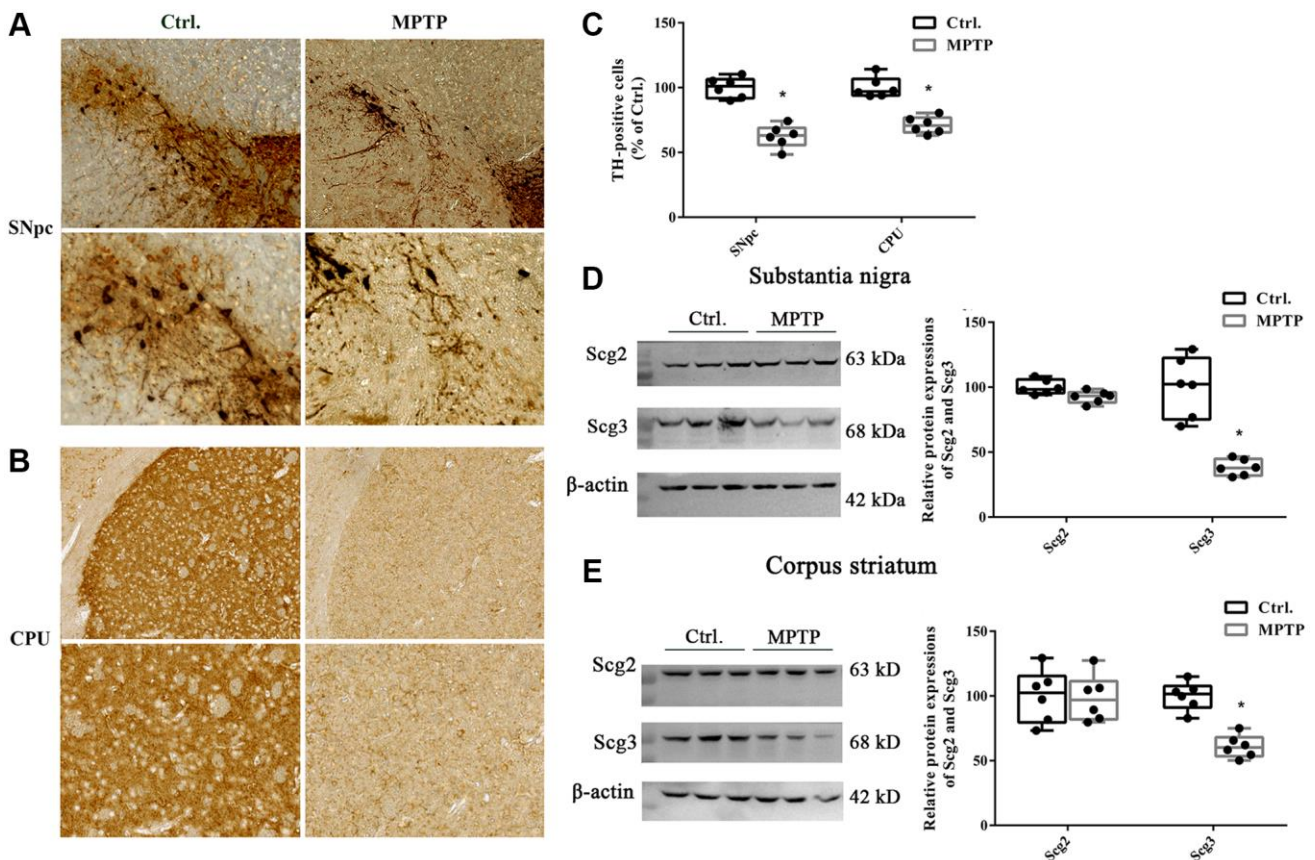 A
Ctrl.
MPTP
SNpc
B
CPU
C
Ctrl.
MPTP
TH-positive cells
(% of Ctrl.)
150
100
50
0
SNpc
CPU
*
*
D
Substantia nigra
Ctrl.
MPTP
Scg2
63 kDa
Scg3
68 kDa
β-actin
42 kDa
Ctrl.
MPTP
Relative protein expressions
of Scg2 and Scg3
150
100
50
0
Scg2
Scg3
*
E
Corpus striatum
Ctrl.
MPTP
Scg2
63 kD
Scg3
68 kD
β-actin
42 kD
Ctrl.
MPTP
Relative protein expressions
of Scg2 and Scg3
150
100
50
0
Scg2
Scg3
*